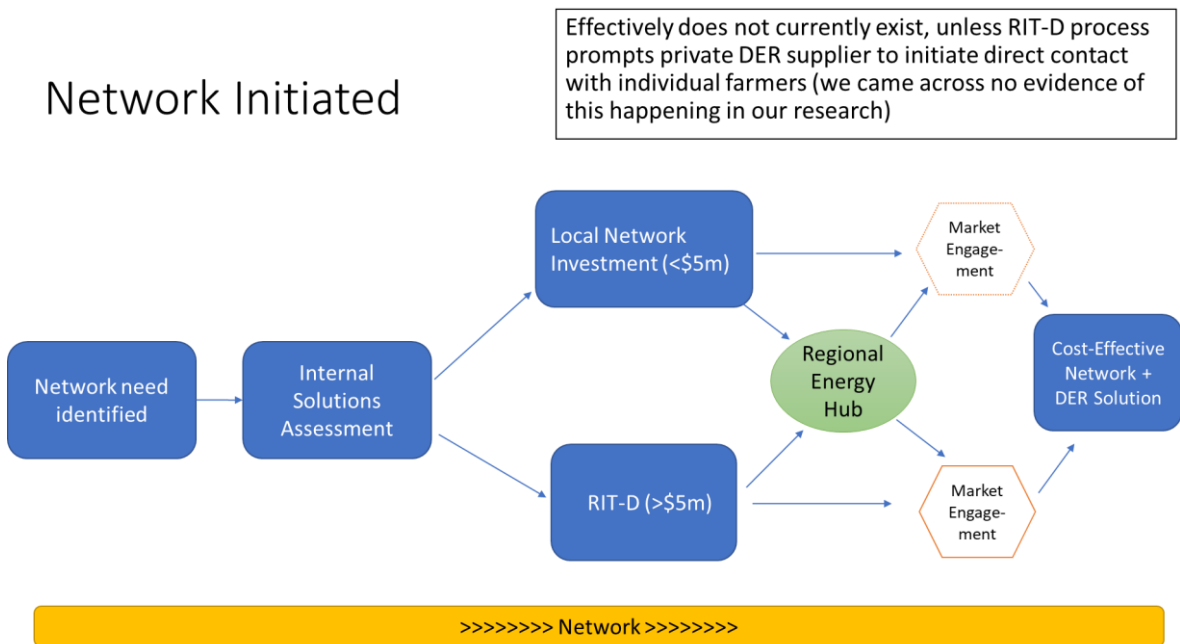 Network Initiated
Effectively does not currently exist, unless RIT-D process
prompts private DER supplier to initiate direct contact
with individual farmers (we came across no evidence of
this happening in our research)
Network need
identified
Internal
Solutions
Assessment
Local Network
Investment (<$5m)
RIT-D (>$5m)
Regional
Energy
Hub
Market
Engage-
ment
Market
Engage-
ment
Cost-Effective
Network +
DER Solution
>>>>>>>> Network >>>>>>>>